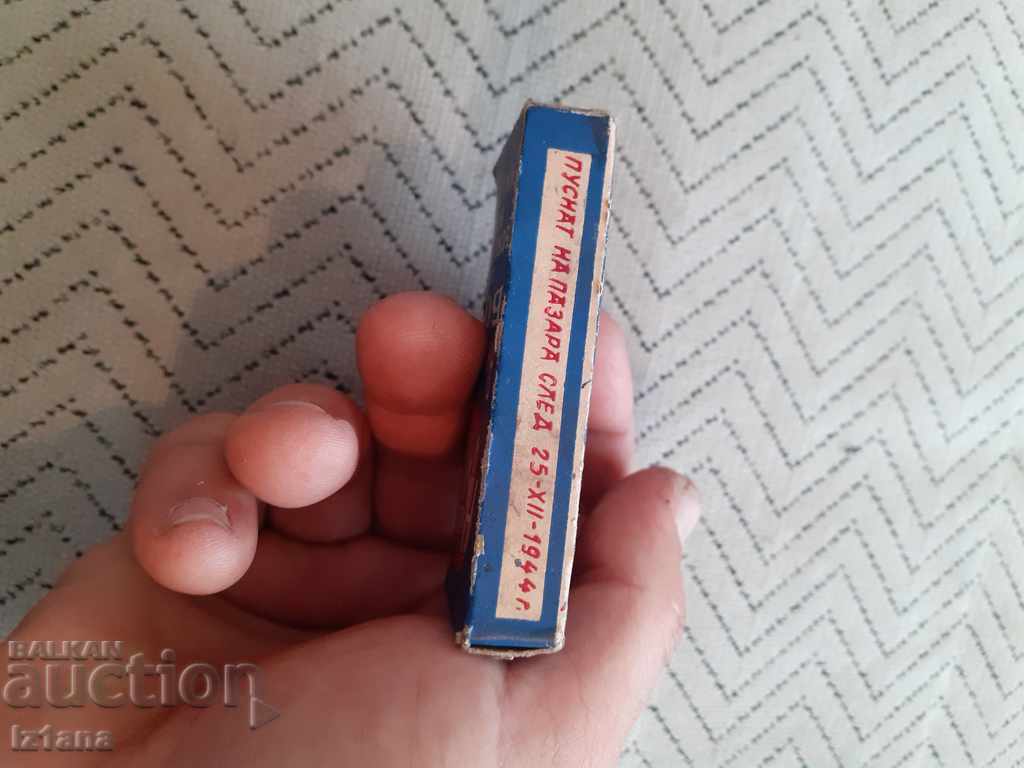 ПУСНАТ НА ПАЗАРА СЛЕД 25-XII-1944 г.
BALKAN
auction
iz1ana